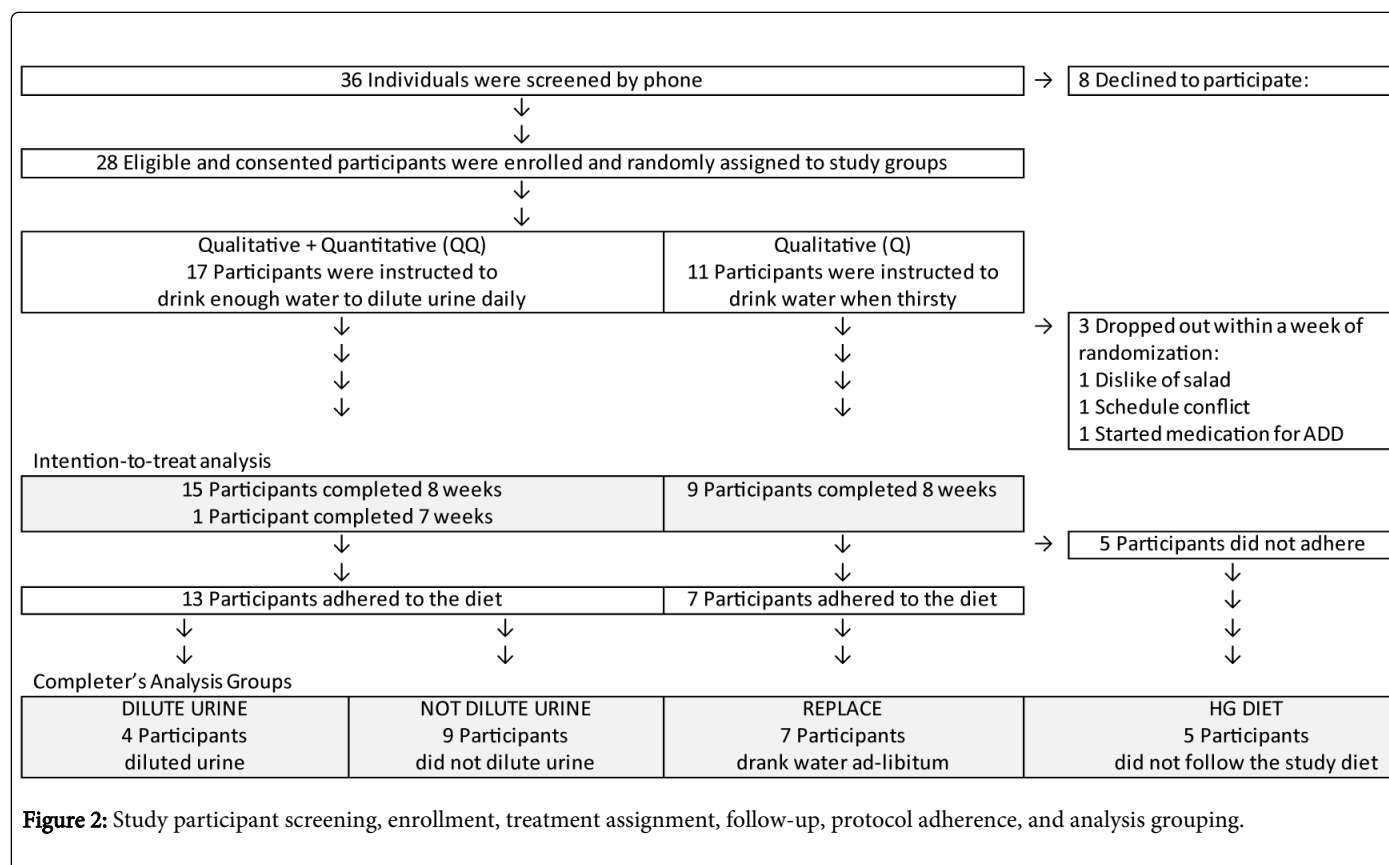 36 Individuals were screened by phone
8 Declined to participate:
28 Eligible and consented participants were enrolled and randomly assigned to study groups
Qualitative + Quantitative (QQ)
17 Participants were instructed to
drink enough water to dilute urine daily
Qualitative (Q)
11 Participants were instructed to
drink water when thirsty
3 Dropped out within a week of
randomization:
1 Dislike of salad
1 Schedule conflict
1 Started medication for ADD
Intention-to-treat analysis
15 Participants completed 8 weeks
1 Participant completed 7 weeks
9 Participants completed 8 weeks
5 Participants did not adhere
13 Participants adhered to the diet
7 Participants adhered to the diet
Completer's Analysis Groups
DILUTE URINE
4 Participants
diluted urine
NOT DILUTE URINE
9 Participants
did not dilute urine
REPLACE
7 Participants
drank water ad-libitum
HG DIET
5 Participants
did not follow the study diet
Figure 2: Study participant screening, enrollment, treatment assignment, follow-up, protocol adherence, and analysis grouping.